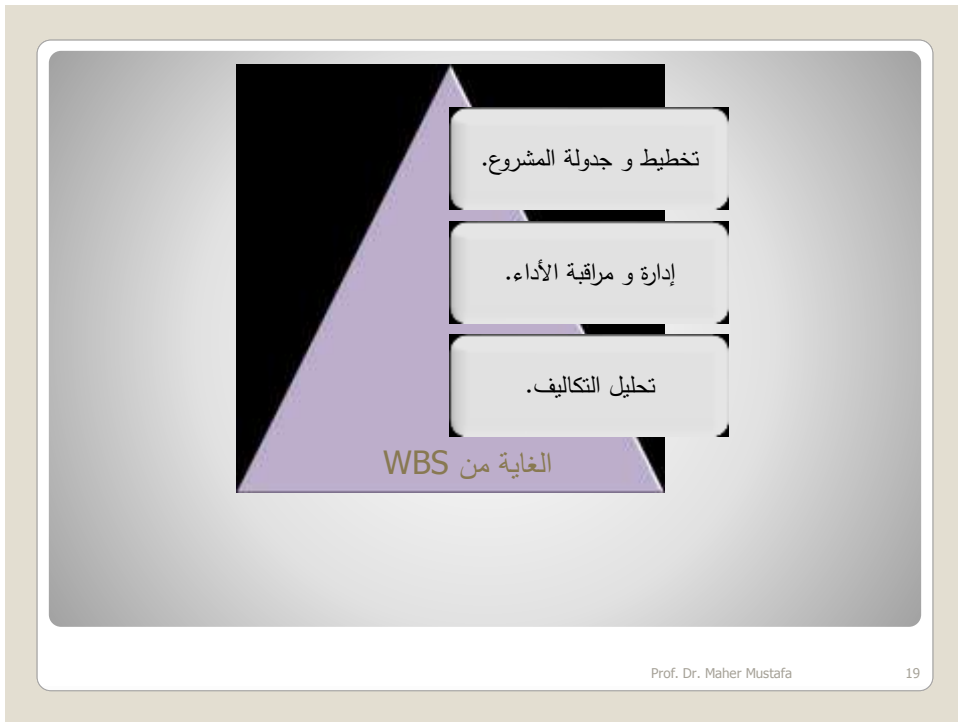 تخطيط و جدولة المشروع.
إدارة و مراقبة الأداء.
تحليل التكاليف.
الغاية من WBS
Prof. Dr. Maher Mustafa
19